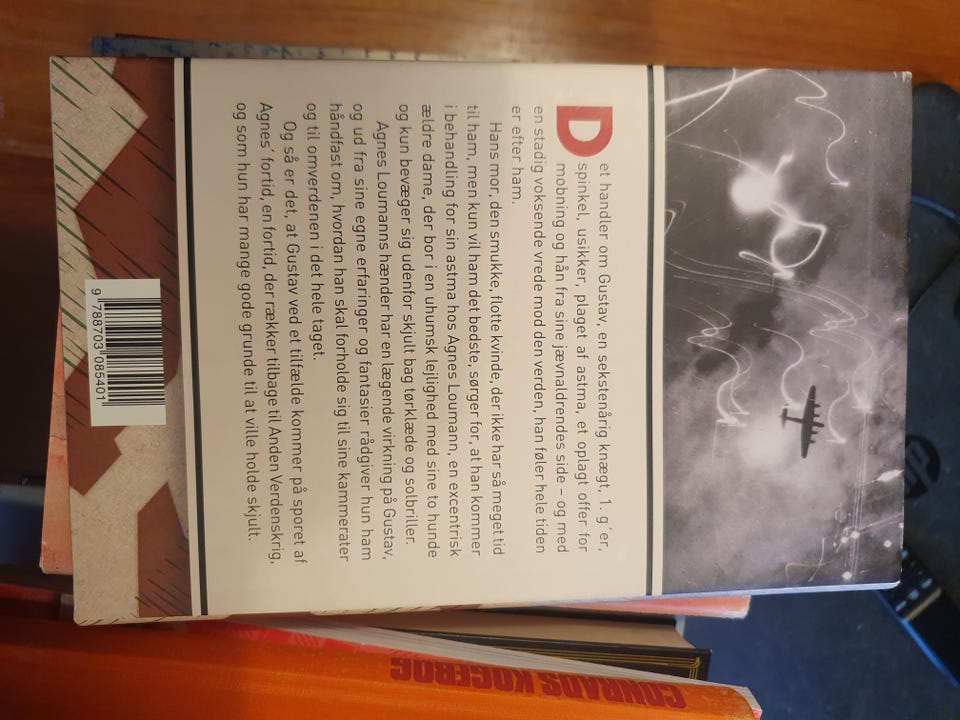 Det handler om Gustav, en sekstenårig knægt, 1. g´er,
spinkel, usikker, plaget af astma, et oplagt offer for
mobning og hån fra sine jævnaldrendes side – og med
en stadig voksende vrede mod den verden, han føler hele tiden
er efter ham.
Hans mor, den smukke, flotte kvinde, der ikke har så meget tid
til ham, men kun vil ham det bedste, sørger for, at han kommer
i behandling for sin astma hos Agnes Loumann, en excentrisk
ældre dame, der bor i en uhumsk lejlighed med sine to hunde
og kun bevæger sig udenfor skjult bag tørklæde og solbriller.
Agnes Loumanns hænder har en lægende virkning på Gustav,
og ud fra sine egne erfaringer og fantasier rådgiver hun ham
håndfast om, hvordan han skal forholde sig til sine kammerater
og til omverdenen i det hele taget.
Og så er det, at Gustav ved et tilfælde kommer på sporet af
Agnes´ fortid, en fortid, der rækker tilbage til Anden Verdenskrig,
og som hun har mange gode grunde til at ville holde skjult.
9 788703 085401
CONRADS KOGEBOG
hp